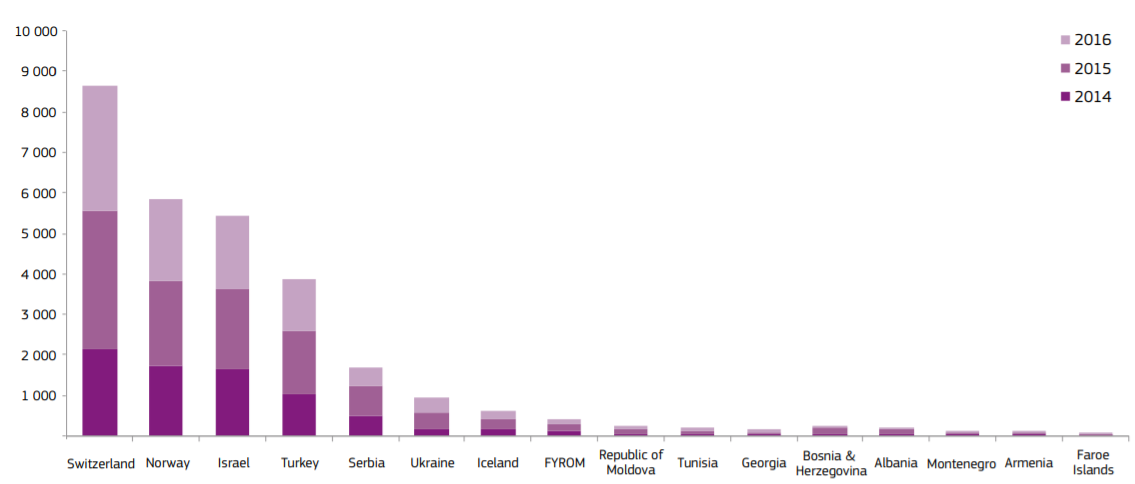 10 000
9 000
8 000
7 000
6 000
5 000
4 000
3 000
2 000
1 000
2016
2015
2014
Switzerland
Norway
Israel
Turkey
Serbia
Ukraine
Iceland
FYROM
Republic of
Moldova
Tunisia
Georgia
Bosnia &
Herzegovina
Albania
Montenegro
Armenia
Faroe
Islands